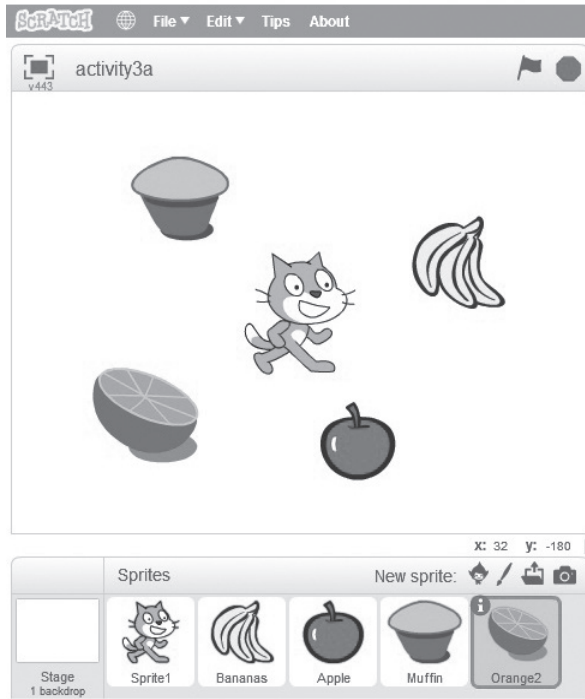 SCRATCH File Edit Tips About
v443
activity3a
x: 32 y: -180
Sprites New sprite:
Stage
1 backdrop
Sprite1 Bananas Apple Muffin Orange2